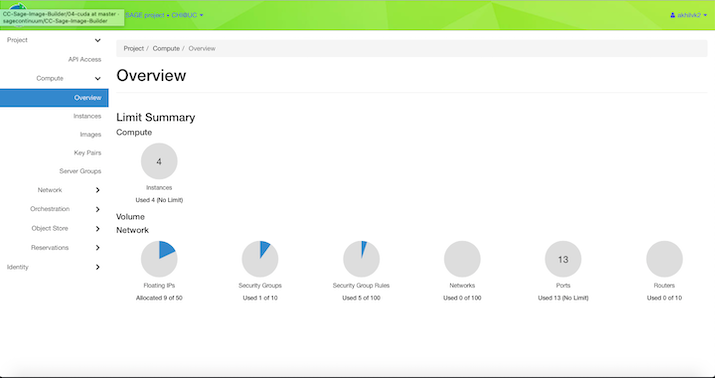 CC-Sage-Image-Builder/04-cuda at master ·
sagecontinuum/CC-Sage-Image-Builder
SAGE project • CHI@UC
akhilvk2
Project
API Access
Compute
Overview
Instances
Images
Key Pairs
Server Groups
Network
Orchestration
Object Store
Reservations
Identity
Project / Compute / Overview
Overview
Limit Summary
Compute
4
Instances
Used 4 (No Limit)
Volume
Network
13
Floating IPs Security Groups Security Group Rules Networks Ports Routers
Allocated 9 of 50 Used 1 of 10 Used 5 of 100 Used 0 of 100 Used 13 (No Limit) Used 0 of 10